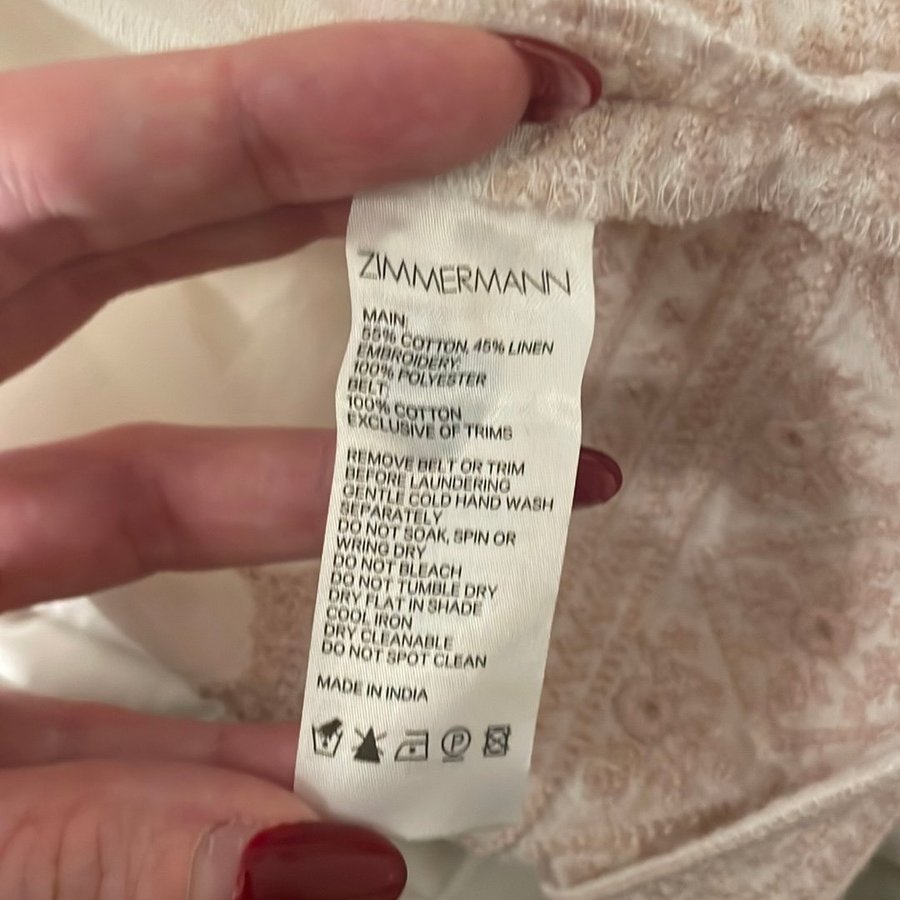 ZIMMERMANN
MAIN:
55% COTTON, 45% LINEN
EMBROIDERY:
100% POLYESTER
BELT:
100% COTTON
EXCLUSIVE OF TRIMS
REMOVE BELT OR TRIM
BEFORE LAUNDERING
GENTLE COLD HAND WASH
SEPARATELY
DO NOT SOAK, SPIN OR
WRING DRY
DO NOT BLEACH
DO NOT TUMBLE DRY
DRY FLAT IN SHADE
COOL IRON
DRY CLEANABLE
DO NOT SPOT CLEAN
MADE IN INDIA
P